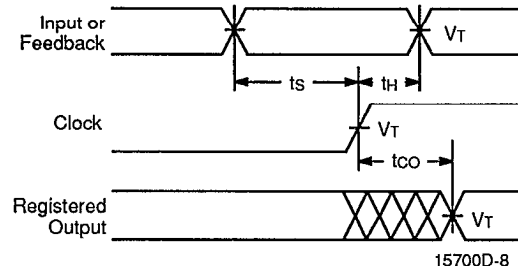 Input or
Feedback
VT
tS
tH
Clock
VT
tCO
Registered
Output
VT
15700D-8